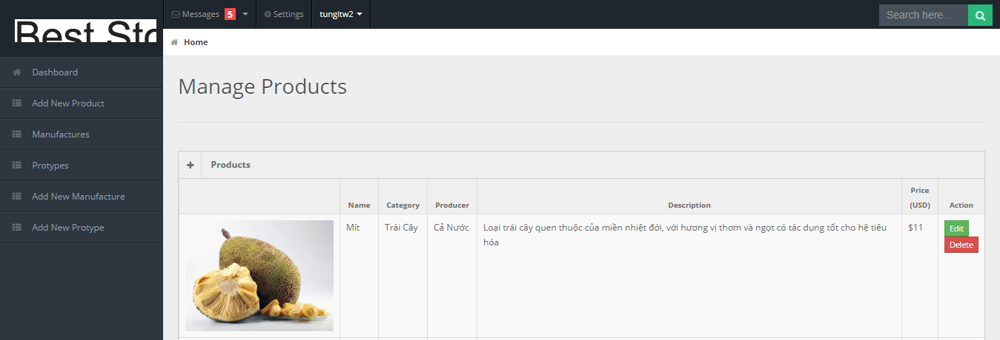 Messages 5
Settings
tungltw2
Search here...
Best Sto
Home
Dashboard
Add New Product
Manufactures
Protypes
Add New Manufacture
Add New Protype
Manage Products
Products
Name
Category
Producer
Description
Price
(USD)
Action
Mít
Trái Cây
Cả Nước
Loại trái cây quen thuộc của miền nhiệt đới, với hương vị thơm và ngọt có tác dụng tốt cho hệ tiêu
hóa
$11
Edit
Delete